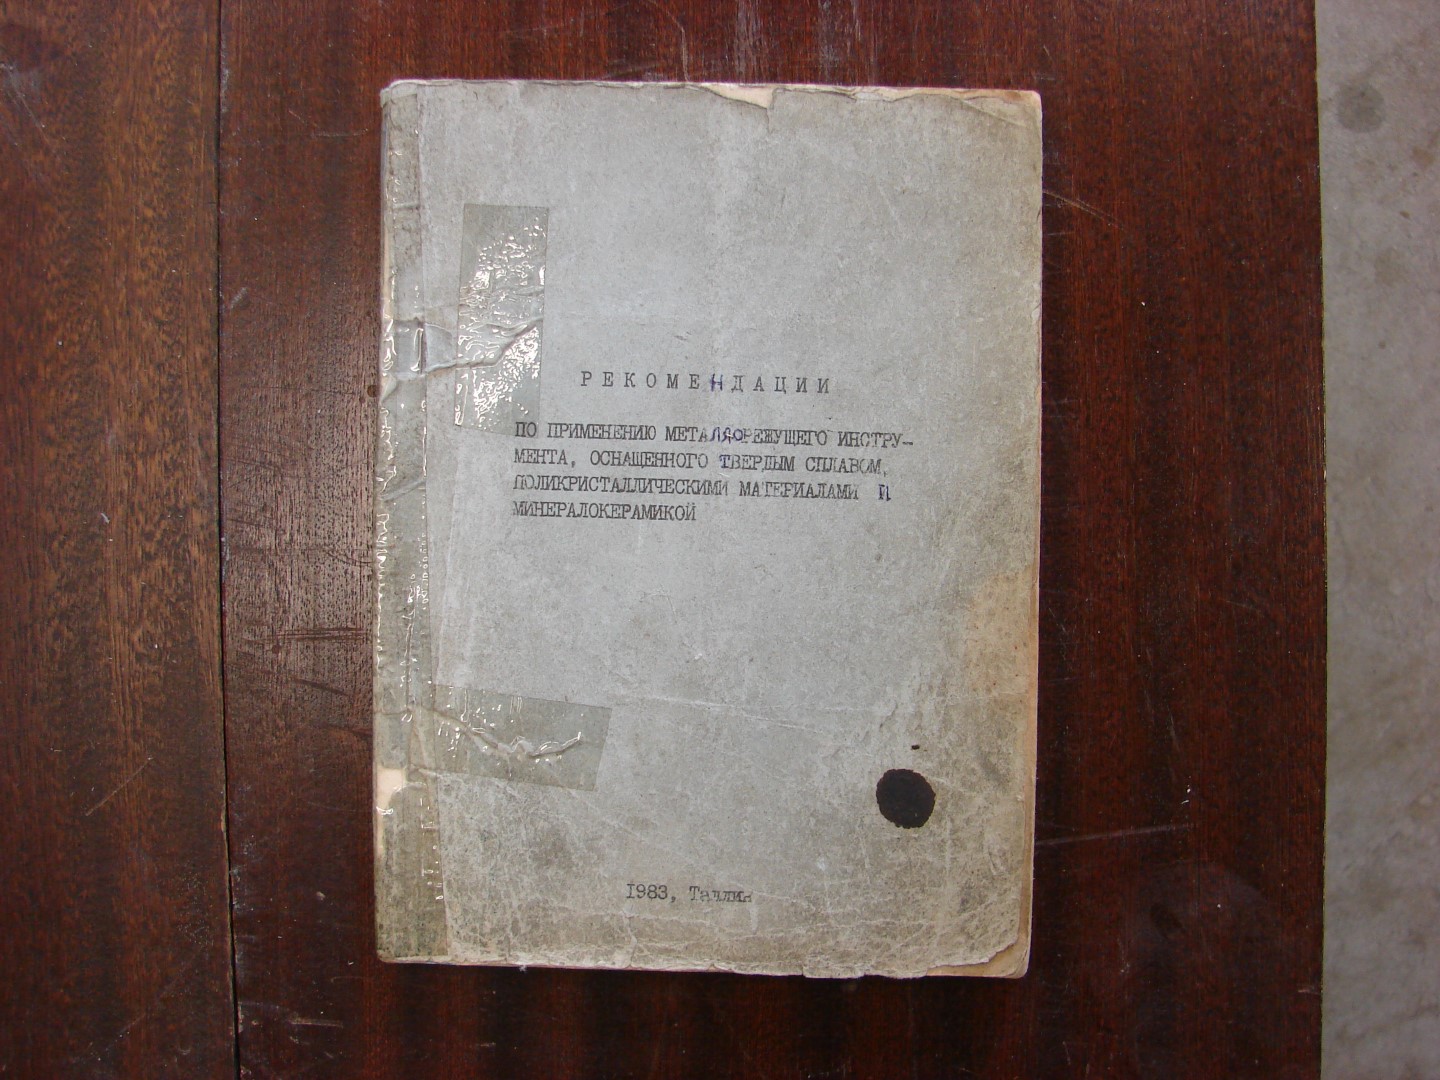 РЕКОМЕНДАЦИИ
ПО ПРИМЕНЕНИЮ МЕТАЛЛОРЕЖУЩЕГО ИНСТРУ-
МЕНТА, ОСНАЩЕННОГО ТВЕРДЫМ СПЛАВОМ,
ПОЛИКРИСТАЛЛИЧЕСКИМИ МАТЕРИАЛАМИ И
МИНЕРАЛОКЕРАМИКОЙ
1983, Таллин